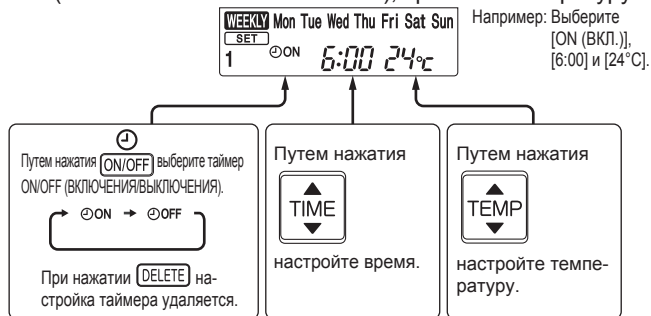 WEEKLY Mon Tue Wed Thu Fri Sat Sun
SET
1 ON 6:00 24°C
Например: Выберите
[ON (ВКЛ.)],
[6:00] и [24°C].
Путем нажатия ON/OFF выберите таймер
ON/OFF (ВКЛЮЧЕНИЯ/ВЫКЛЮЧЕНИЯ).
ON → OFF
При нажатии DELETE на-
стройка таймера удаляется.
Путем нажатия
TIME
настройте время.
Путем нажатия
TEMP
настройте темпе-
ратуру.